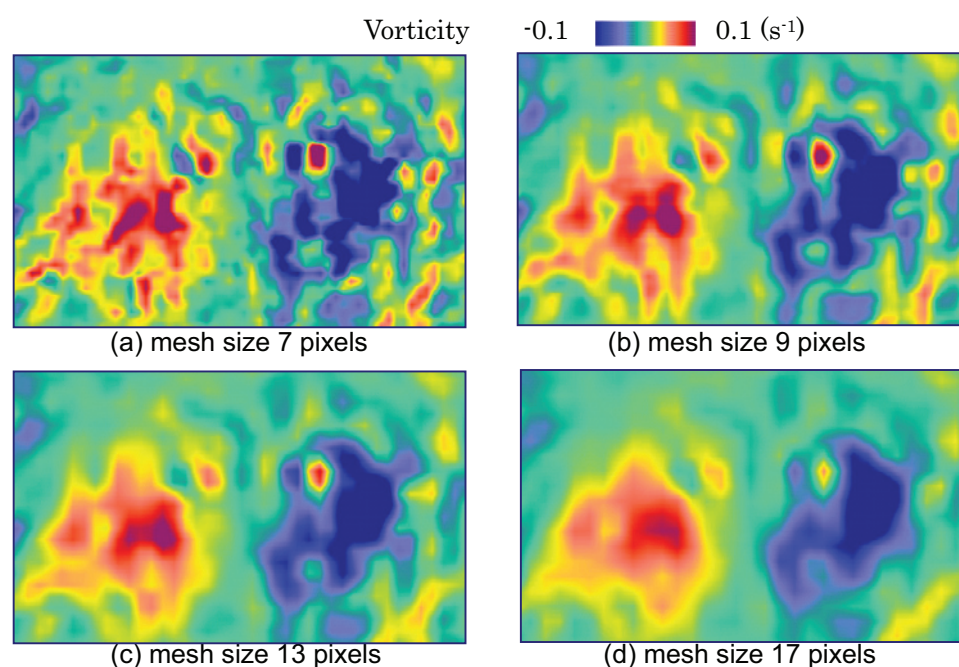 Vorticity -0.1 0.1 (s⁻¹)
(a) mesh size 7 pixels
(b) mesh size 9 pixels
(c) mesh size 13 pixels
(d) mesh size 17 pixels